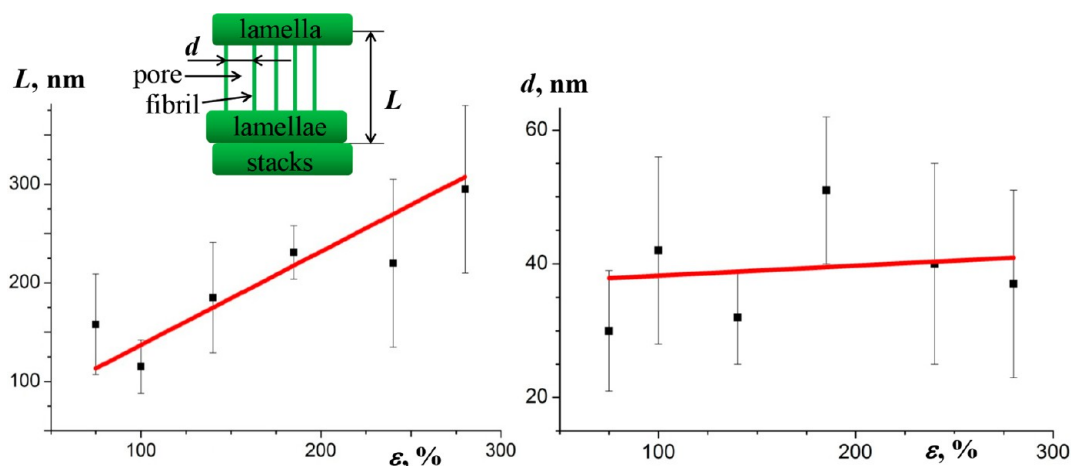 lamella
d
pore
fibril
L
lamellae
stacks
L, nm
300
200
100
100
200
300
ε, %
d, nm
60
40
20
100
200
300
ε, %